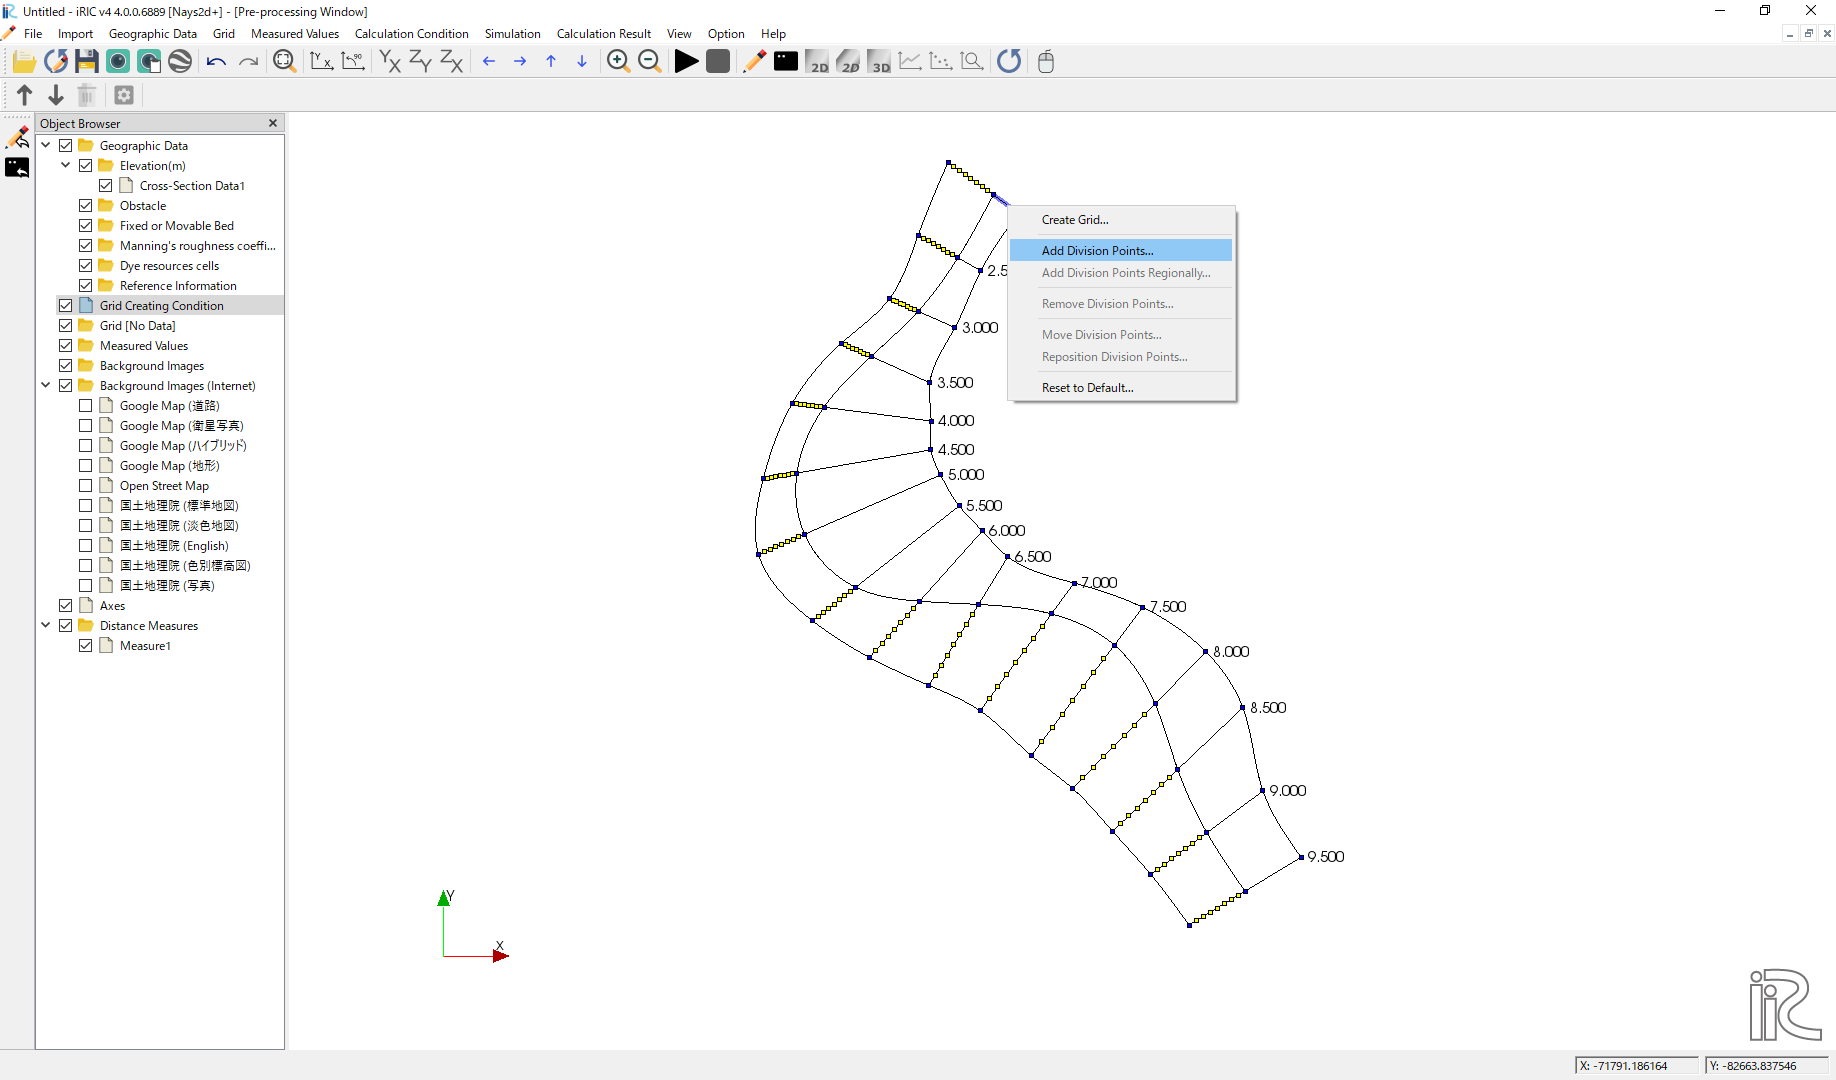 Untitled - iRIC v4 4.0.0.6889 [Nays2d+] - [Pre-processing Window]
File Import Geographic Data Grid Measured Values Calculation Condition Simulation Calculation Result View Option Help
2D 2D 3D
Object Browser
Geographic Data
Elevation(m)
Cross-Section Data1
Obstacle
Fixed or Movable Bed
Manning's roughness coeffi...
Dye resources cells
Reference Information
Grid Creating Condition
Grid [No Data]
Measured Values
Background Images
Background Images (Internet)
Google Map (道路)
Google Map (衛星写真)
Google Map (ハイブリッド)
Google Map (地形)
Open Street Map
国土地理院 (標準地図)
国土地理院 (淡色地図)
国土地理院 (English)
国土地理院 (色別標高図)
国土地理院 (写真)
Axes
Distance Measures
Measure1
Create Grid...
Add Division Points...
Add Division Points Regionally...
Remove Division Points...
Move Division Points...
Reposition Division Points...
Reset to Default...
2.5
3.000
3.500
4.000
4.500
5.000
5.500
6.000
6.500
7.000
7.500
8.000
8.500
9.000
9.500
Y
X
iRIC
X: -71791.186164
Y: -82663.837546